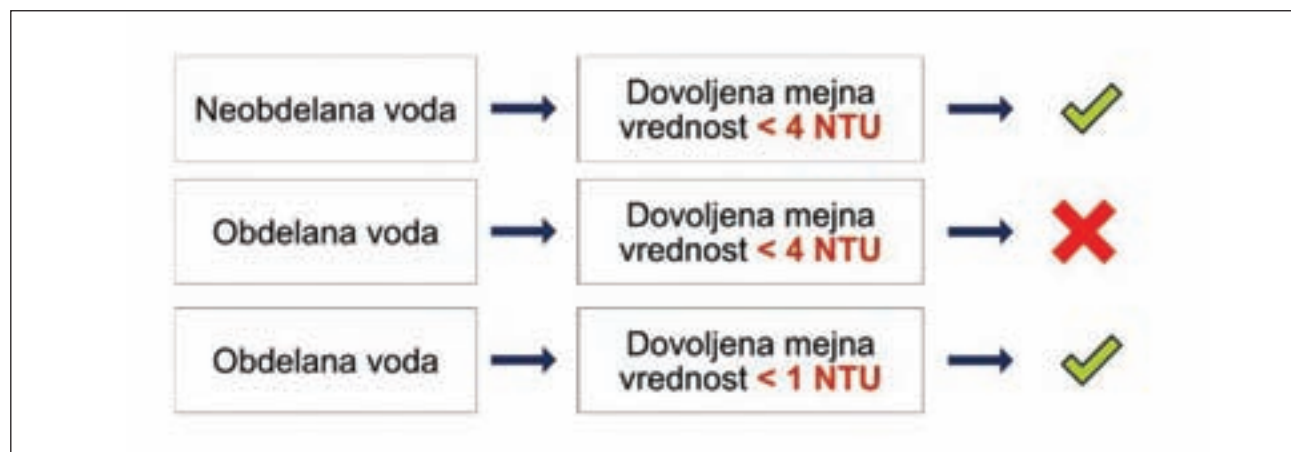 Neobdelana voda
Dovoljena mejna
vrednost < 4 NTU
Obdelana voda
Dovoljena mejna
vrednost < 4 NTU
Obdelana voda
Dovoljena mejna
vrednost < 1 NTU